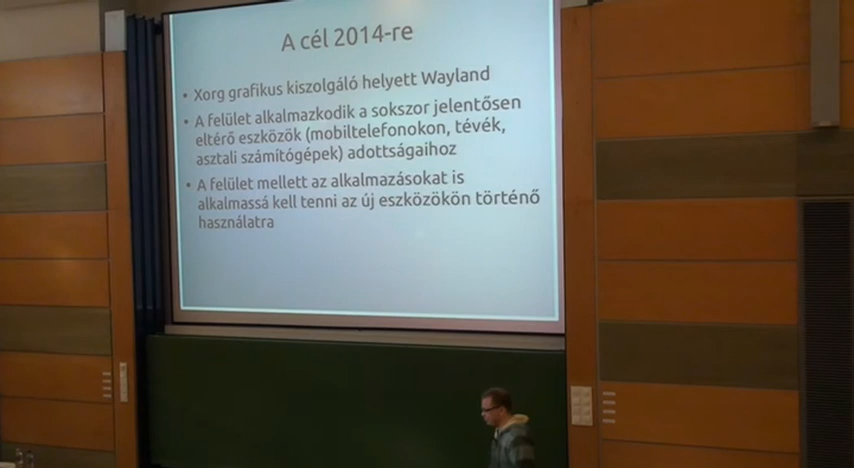 A cél 2014-re
• Xorg grafikus kiszolgáló helyett Wayland
• A felület alkalmazkodik a sokszor jelentősen
eltérő eszközök (mobiltelefonokon, tévék,
asztali számítógépek) adottságaihoz
• A felület mellett az alkalmazásokat is
alkalmassá kell tenni az új eszközökön történő
használatra